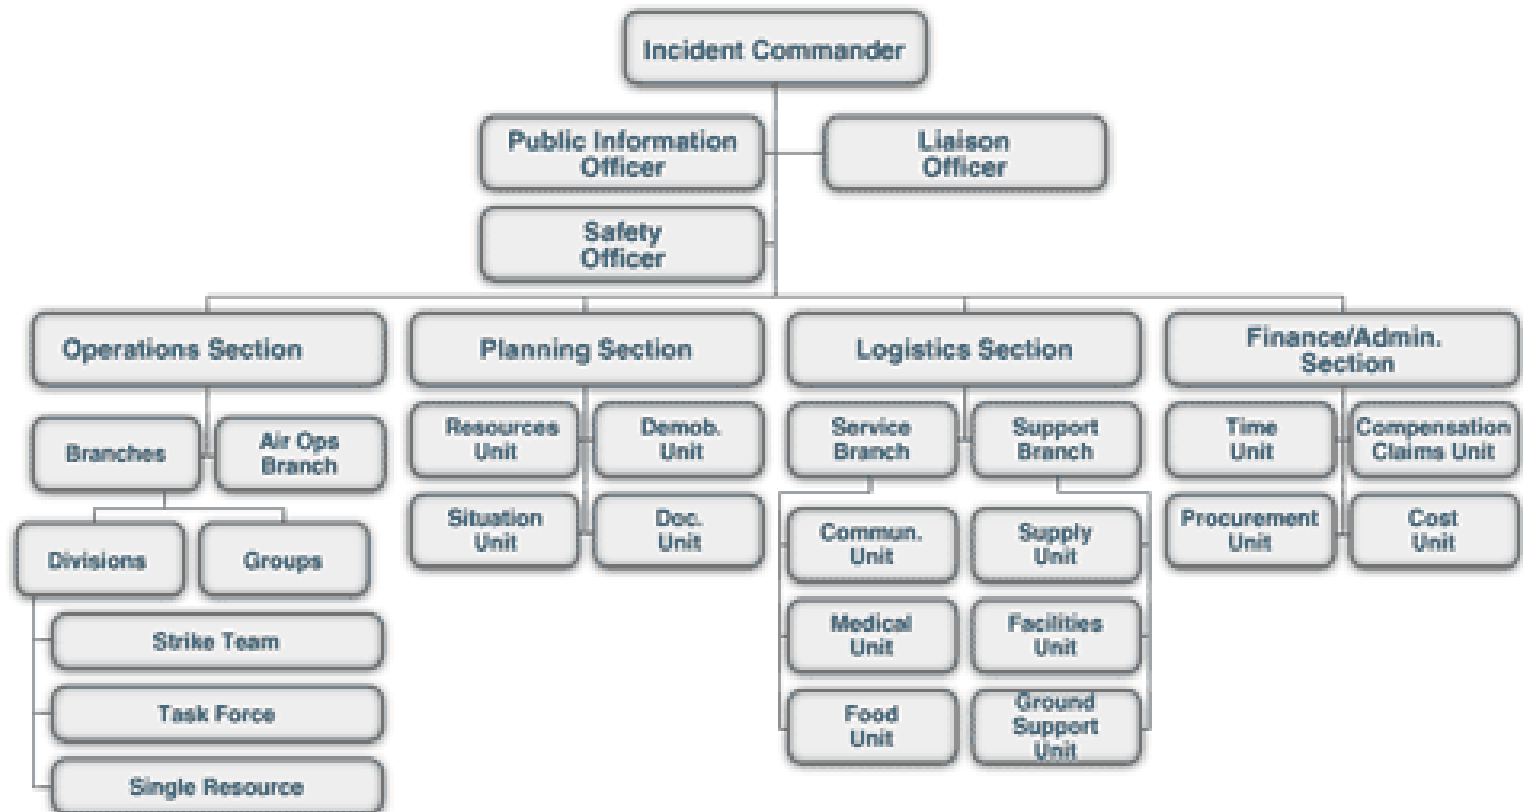 Incident Commander
Public Information
Officer
Liaison
Officer
Safety
Officer
Operations Section
Planning Section
Logistics Section
Finance/Admin.
Section
Branches
Air Ops
Branch
Resources
Unit
Demob.
Unit
Service
Branch
Support
Branch
Time
Unit
Compensation
Claims Unit
Divisions
Groups
Situation
Unit
Doc.
Unit
Commun.
Unit
Supply
Unit
Procurement
Unit
Cost
Unit
Strike Team
Medical
Unit
Facilities
Unit
Task Force
Food
Unit
Ground
Support
Unit
Single Resource